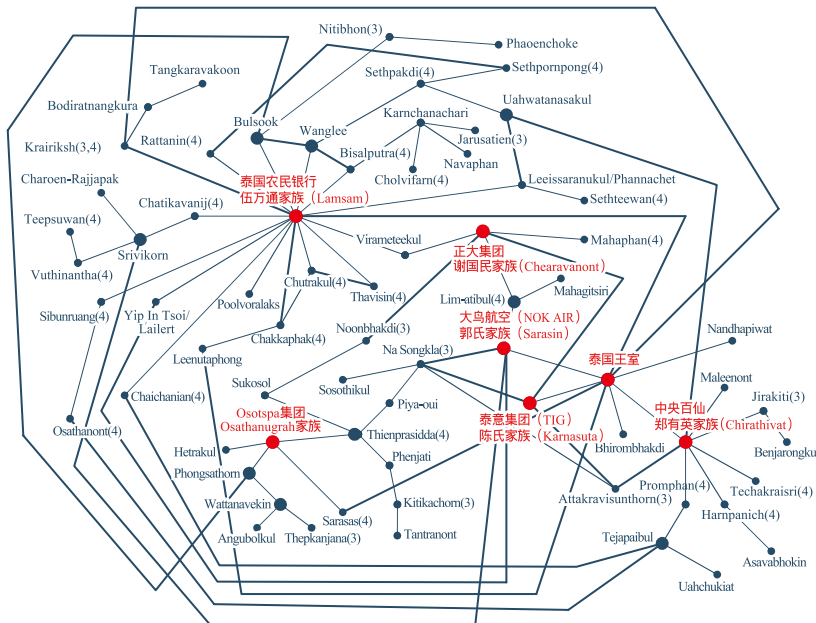 Nitibhon(3)
Phaoenchoke
Tangkaravakoon
Sethpakdi(4)
Sethpornpong(4)
Bodiratnangkura
Uahwatanasakul
Bulsook
Wanglee
Karnchanachari
Jarusatien(3)
Krairiksh(3,4)
Rattanin(4)
Bisalputra(4)
Navaphan
Cholvifarn(4)
Charoen-Rajjapak
泰国农民银行
伍万通家族（Lamsam）
Leeissaranukul/Phannachet
Sethteewan(4)
Chatikavanij(4)
Teepsuwan(4)
Srivikorn
Vuthinantha(4)
Virameteekul
Mahaphan(4)
正大集团
谢国民家族（Chearavanont）
Mahagitsiri
Chutrakul(4)
Thavisin(4)
Poolvoralaks
Lim-atibul(4)
Sibunruang(4)
Yip In Tsoi/
Lailert
大鸟航空（NOK AIR）
郭氏家族（Sarasin）
Noonbhakdi(3)
Chakkaphak(4)
Nandhapiwat
Leenutaphong
Na Songkla(3)
泰国王室
Sosothikul
Sukosol
Maleenont
Chaichanian(4)
Piya-oui
Jirakiti(3)
中央百仙
郑有英家族（Chirathivat）
Osotspa集团
Osathanugrah家族
泰意集团（TIG）
陈氏家族（Karnasuta）
Osathanont(4)
Thienprasidda(4)
Bhirombhakdi
Benjarongku
Hetrakul
Phenjati
Phongsathorn
Promphan(4)
Techakraisri(4)
Attakravisunthorn(3)
Wattanavekin
Kitikachorn(3)
Harnpanich(4)
Sarasas(4)
Angubolkul
Thepkanjana(3)
Tantranont
Tejapaibul
Asavabhokin
Uahchukiat